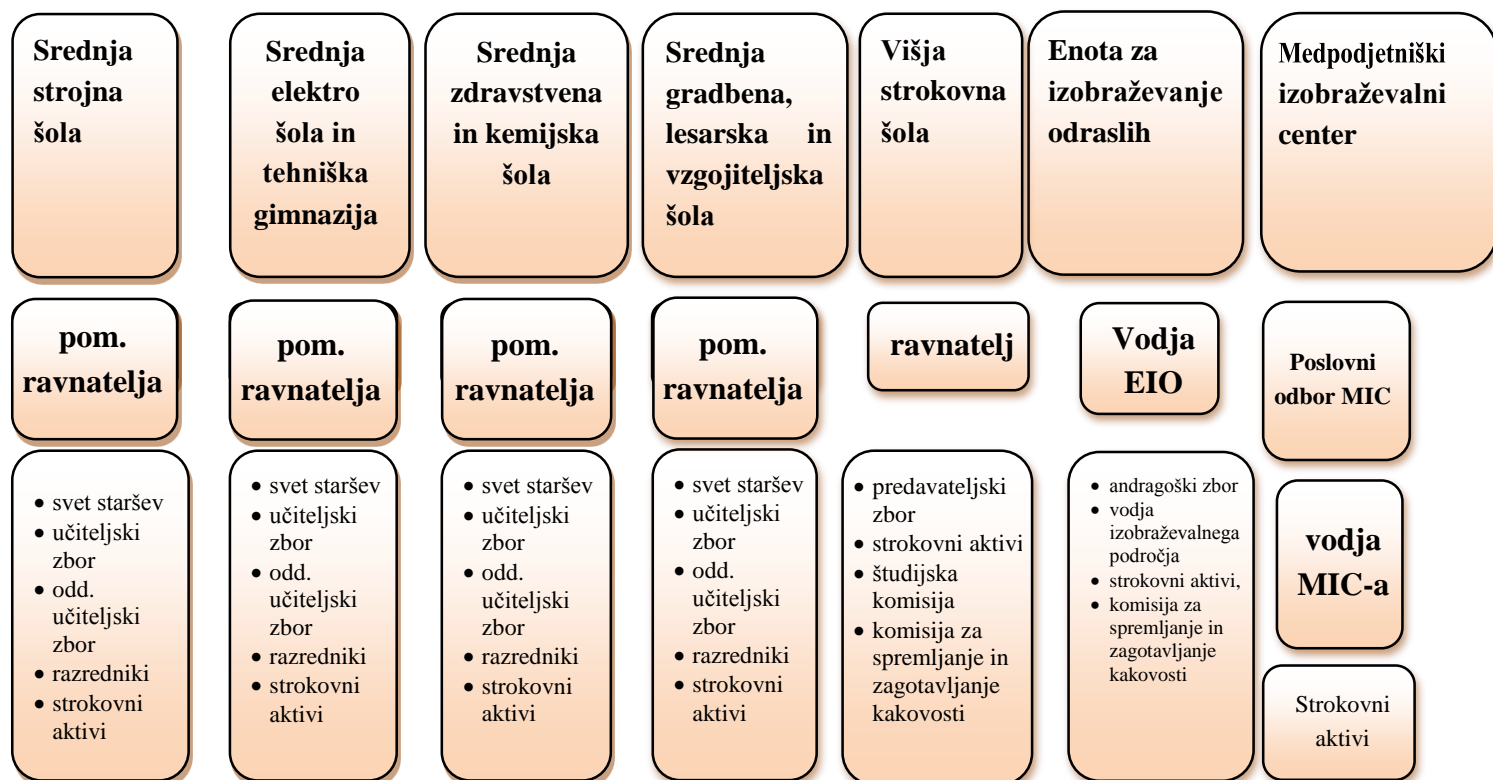 Srednja
strojna
šola
Srednja
elektro
šola in
tehniška
gimnazija
Srednja
zdravstvena
in kemijska
šola
Srednja
gradbena,
lesarska in
vzgojiteljska
šola
Višja
strokovna
šola
Enota za
izobraževanje
odraslih
Medpodjetniški
izobraževalni
center
pom.
ravnatelja
pom.
ravnatelja
pom.
ravnatelja
pom.
ravnatelja
ravnatelj
Vodja
EIO
Poslovni
odbor MIC
• svet staršev
• učiteljski
zbor
• odd.
učiteljski
zbor
• razredniki
• strokovni
aktivi
• svet staršev
• učiteljski
zbor
• odd.
učiteljski
zbor
• razredniki
• strokovni
aktivi
• svet staršev
• učiteljski
zbor
• odd.
učiteljski
zbor
• razredniki
• strokovni
aktivi
• svet staršev
• učiteljski
zbor
• odd.
učiteljski
zbor
• razredniki
• strokovni
aktivi
• predavateljski
zbor
• strokovni aktivi
• študijska
komisija
• komisija za
spremljanje in
zagotavljanje
kakovosti
• andragoški zbor
• vodja
izobraževalnega
področja
• strokovni aktivi,
• komisija za
spremljanje in
zagotavljanje
kakovosti
vodja
MIC-a
Strokovni
aktivi